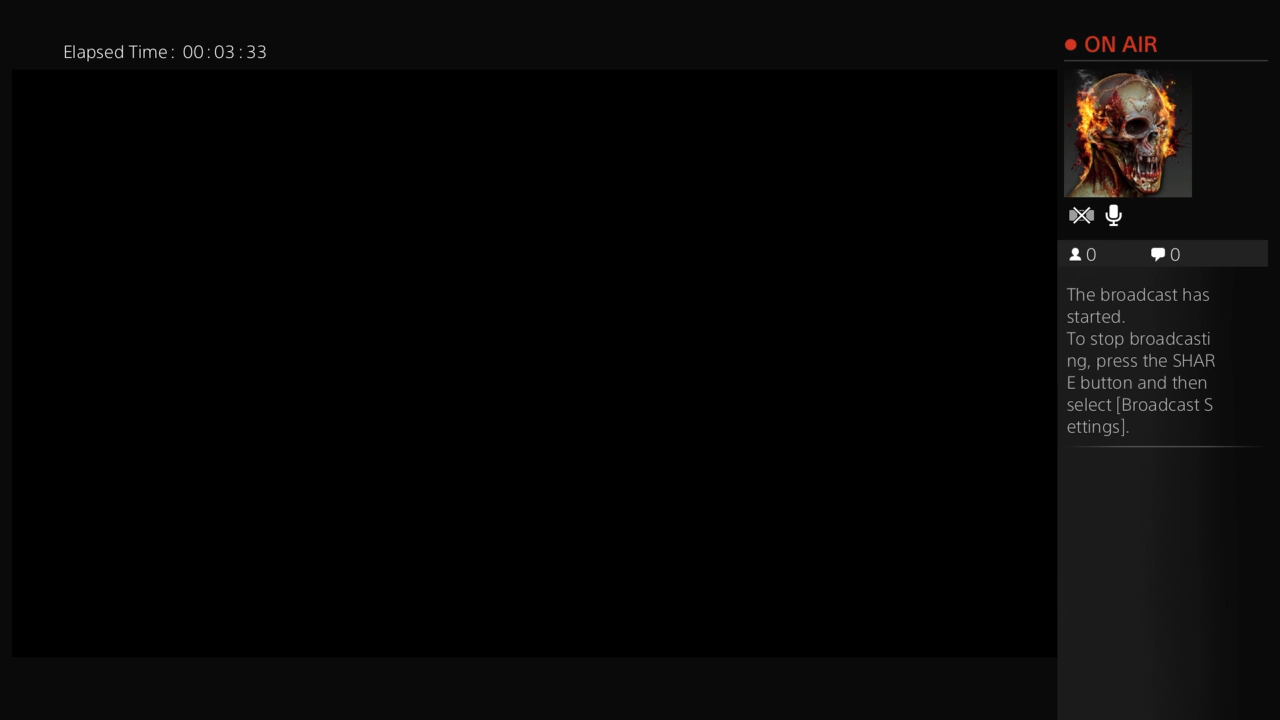 Elapsed Time: 00:03:33
ON AIR
0 0
The broadcast has
started.
To stop broadcasti
ng, press the SHAR
E button and then
select [Broadcast S
ettings].